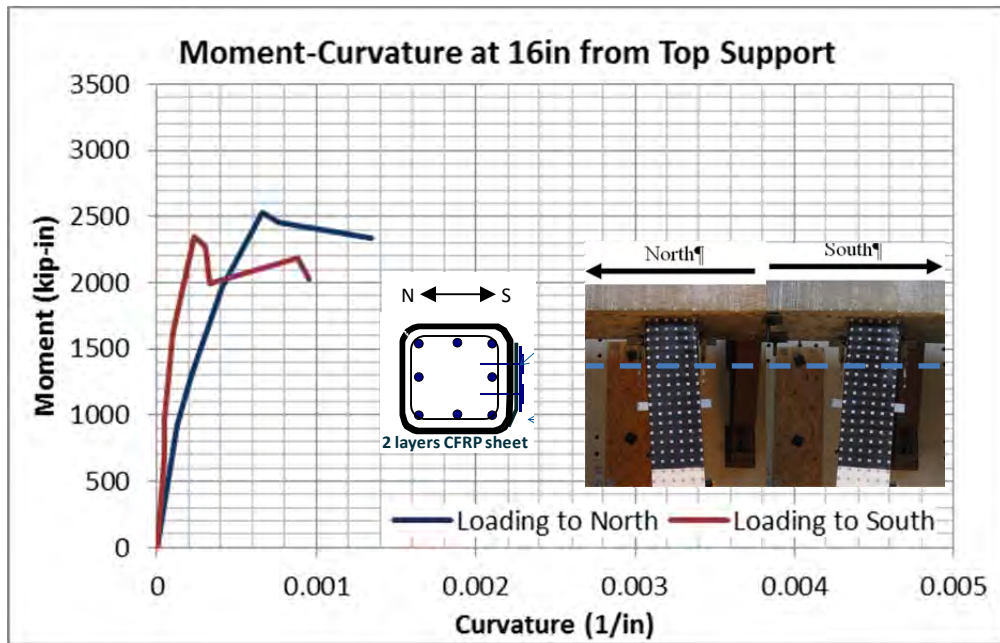 Moment-Curvature at 16in from Top Support
Moment (kip-in)
3500
3000
2500
2000
1500
1000
500
0
North¶
South¶
N
S
2 layers CFRP sheet
Loading to North
Loading to South
0
0.001
0.002
0.003
0.004
0.005
Curvature (1/in)